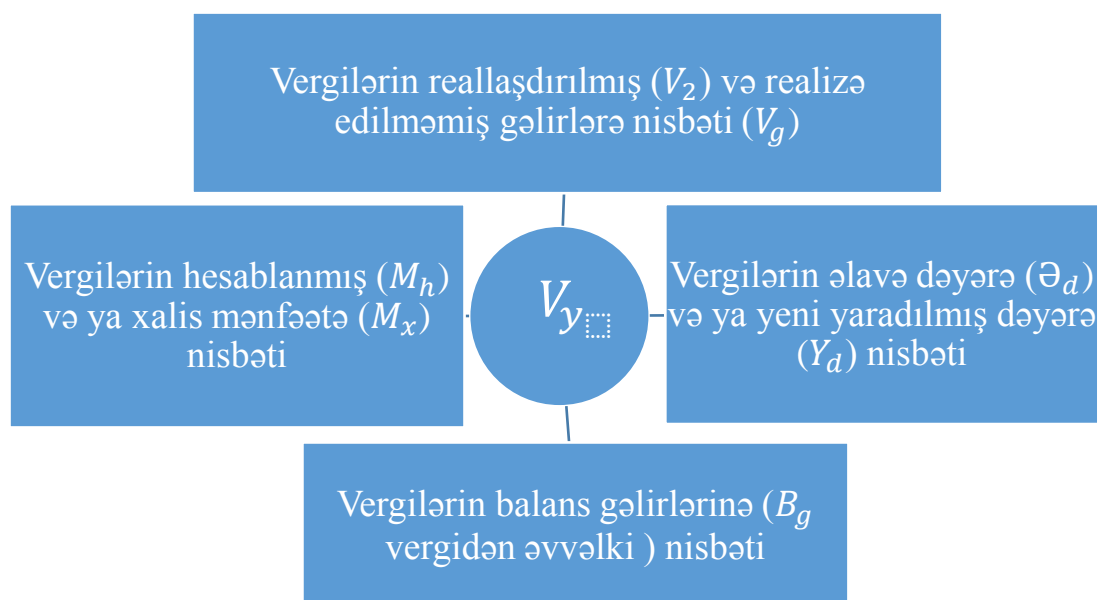 Vergilərin reallaşdırılmış (V₂) və realizə
edilməmiş gəlirlərə nisbəti (V_g)
Vergilərin hesablanmış (M_h)
və ya xalis mənfəətə (M_x)
nisbəti
V_y
Vergilərin əlavə dəyərə (Ə_d)
və ya yeni yaradılmış dəyərə
(Y_d) nisbəti
Vergilərin balans gəlirlərinə (B_g
vergidən əvvəlki ) nisbəti